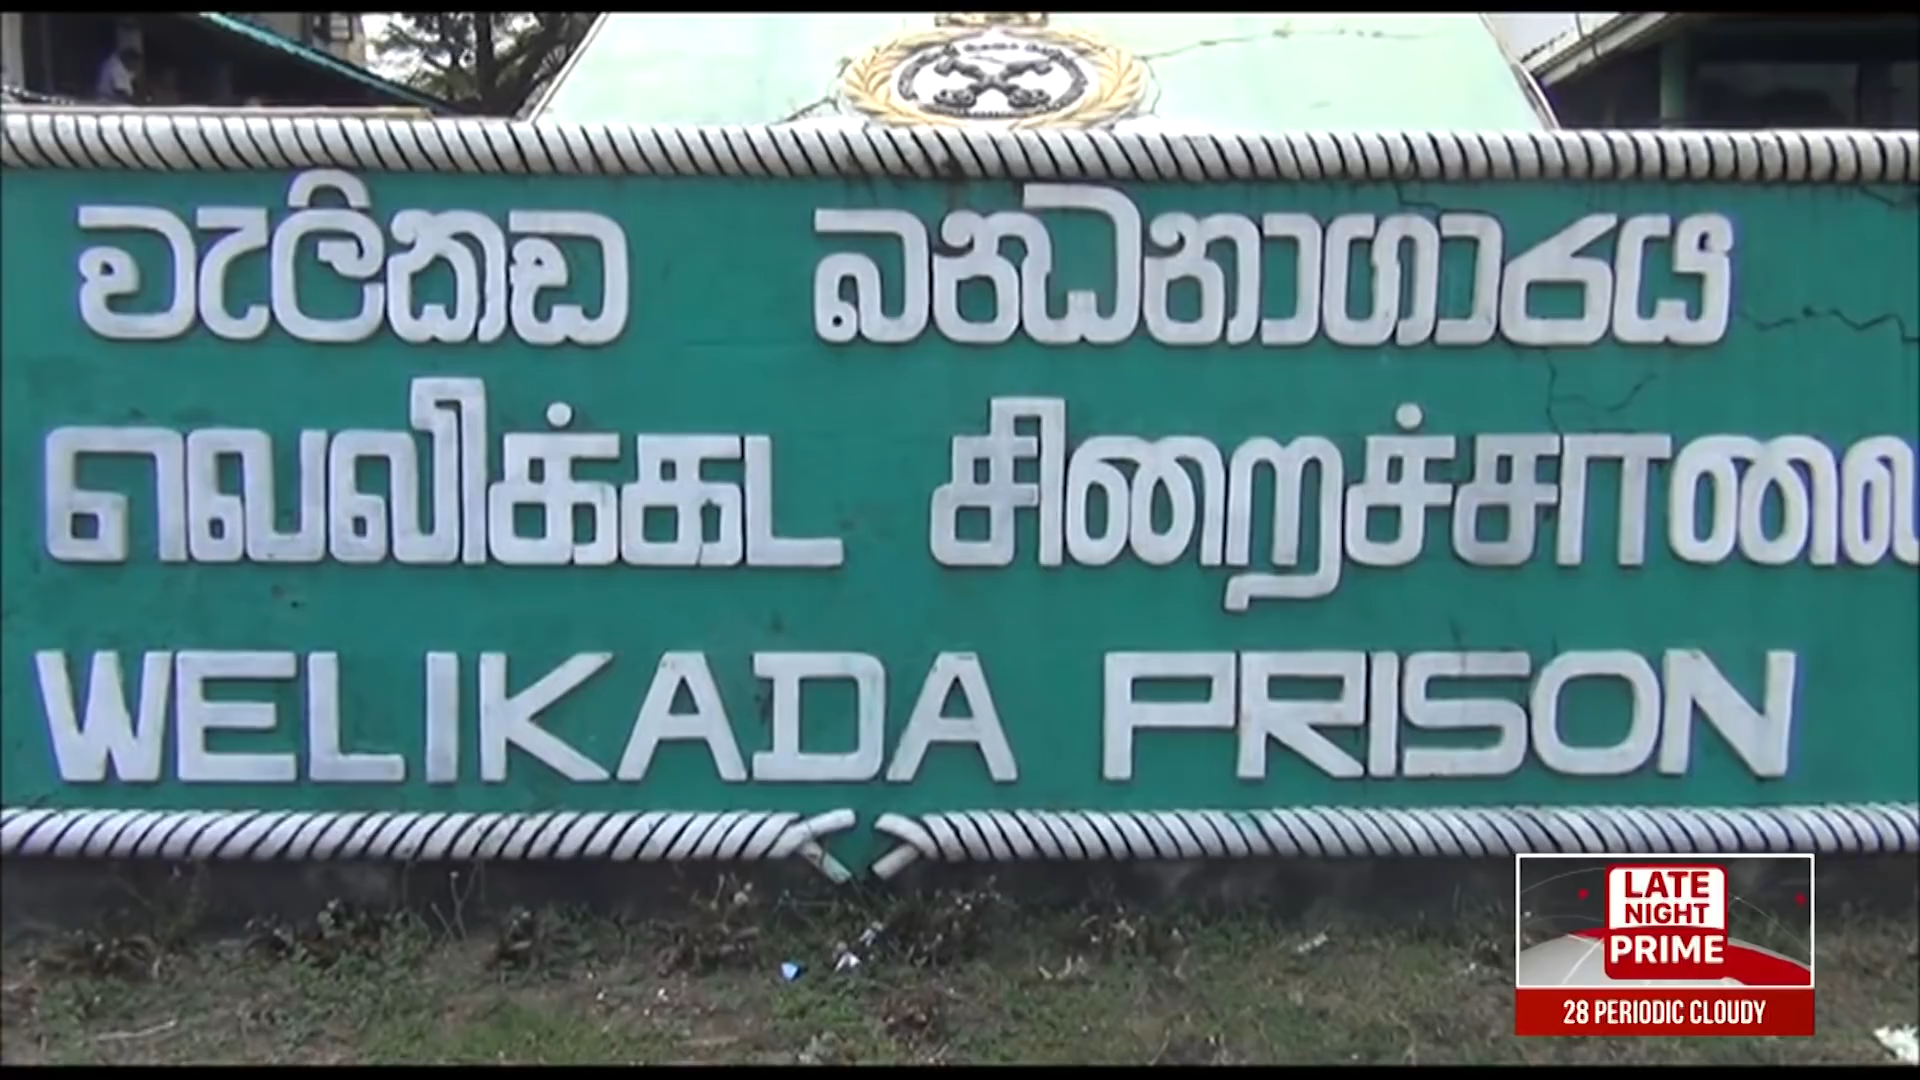 වැලිකඩ බන්ධනාගාරය
வெலிக்கட சிறைச்சாலை
WELIKADA PRISON
LATE
NIGHT
PRIME
28 PERIODIC CLOUDY